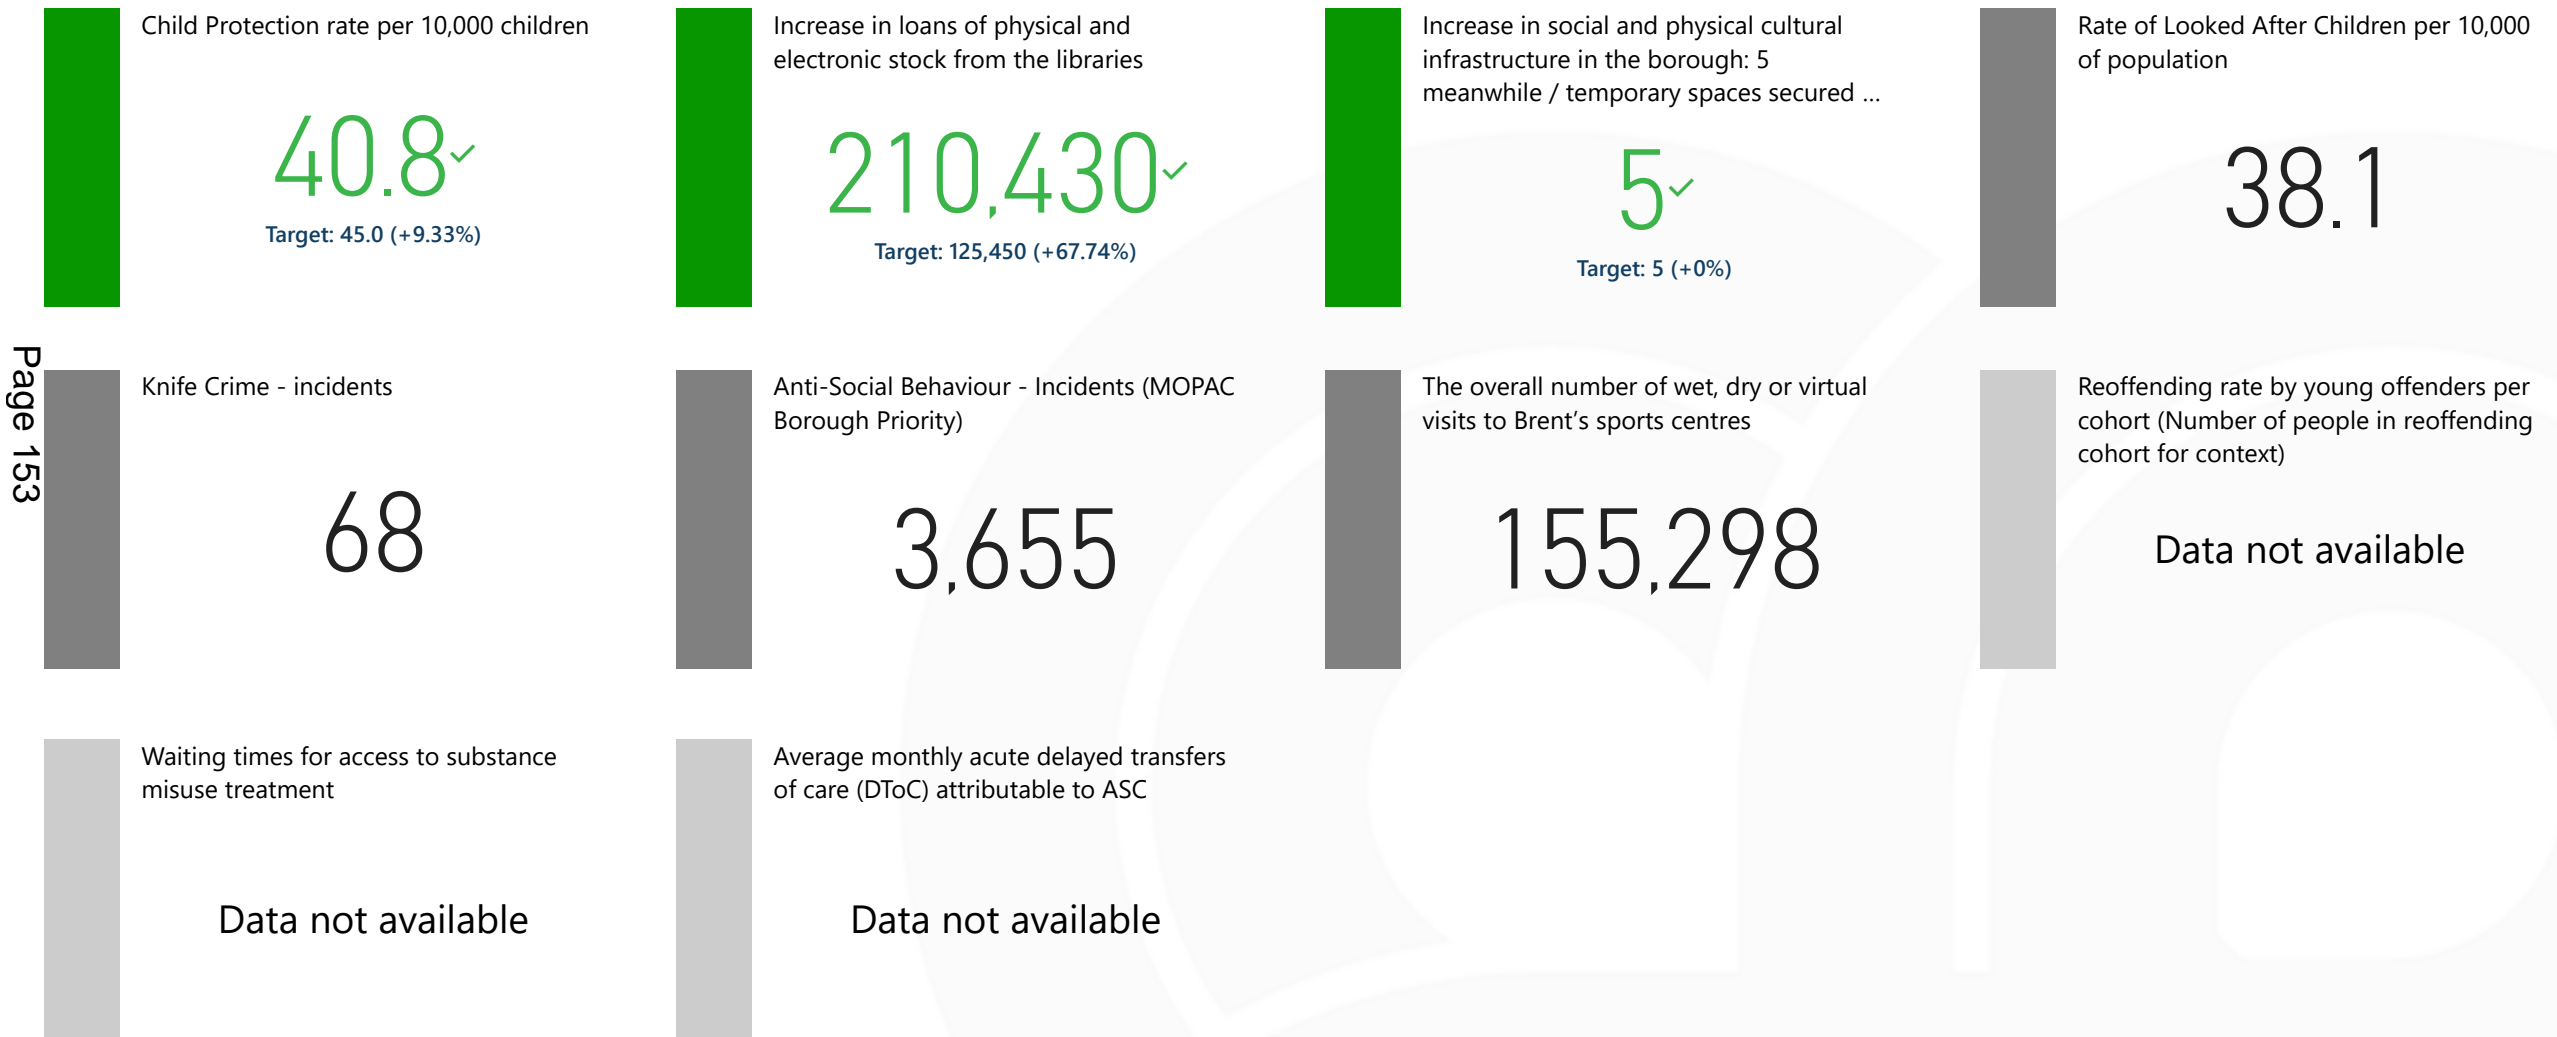 Child Protection rate per 10,000 children
40.8
Target: 45.0 (+9.33%)
Increase in loans of physical and
electronic stock from the libraries
210,430
Target: 125,450 (+67.74%)
Increase in social and physical cultural
infrastructure in the borough: 5
meanwhile / temporary spaces secured ...
5
Target: 5 (+0%)
Rate of Looked After Children per 10,000
of population
38.1
Page 153
Knife Crime - incidents
68
Anti-Social Behaviour - Incidents (MOPAC
Borough Priority)
3,655
The overall number of wet, dry or virtual
visits to Brent’s sports centres
155,298
Reoffending rate by young offenders per
cohort (Number of people in reoffending
cohort for context)
Data not available
Waiting times for access to substance
misuse treatment
Data not available
Average monthly acute delayed transfers
of care (DToC) attributable to ASC
Data not available